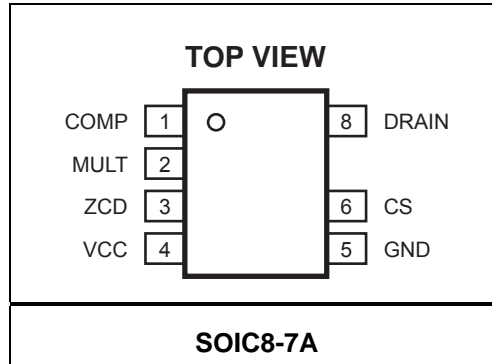 TOP VIEW
COMP 1 8 DRAIN
MULT 2
ZCD 3 6 CS
VCC 4 5 GND
SOIC8-7A